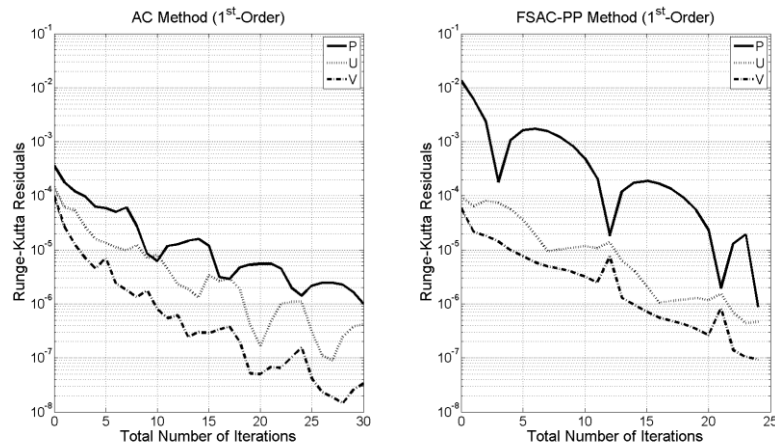 AC Method (1st-Order)
P
U
V
10^-1
10^-2
10^-3
10^-4
10^-5
10^-6
10^-7
10^-8
Runge-Kutta Residuals
0 5 10 15 20 25 30
Total Number of Iterations
FSAC-PP Method (1st-Order)
P
U
V
10^-1
10^-2
10^-3
10^-4
10^-5
10^-6
10^-7
10^-8
Runge-Kutta Residuals
0 5 10 15 20 25
Total Number of Iterations